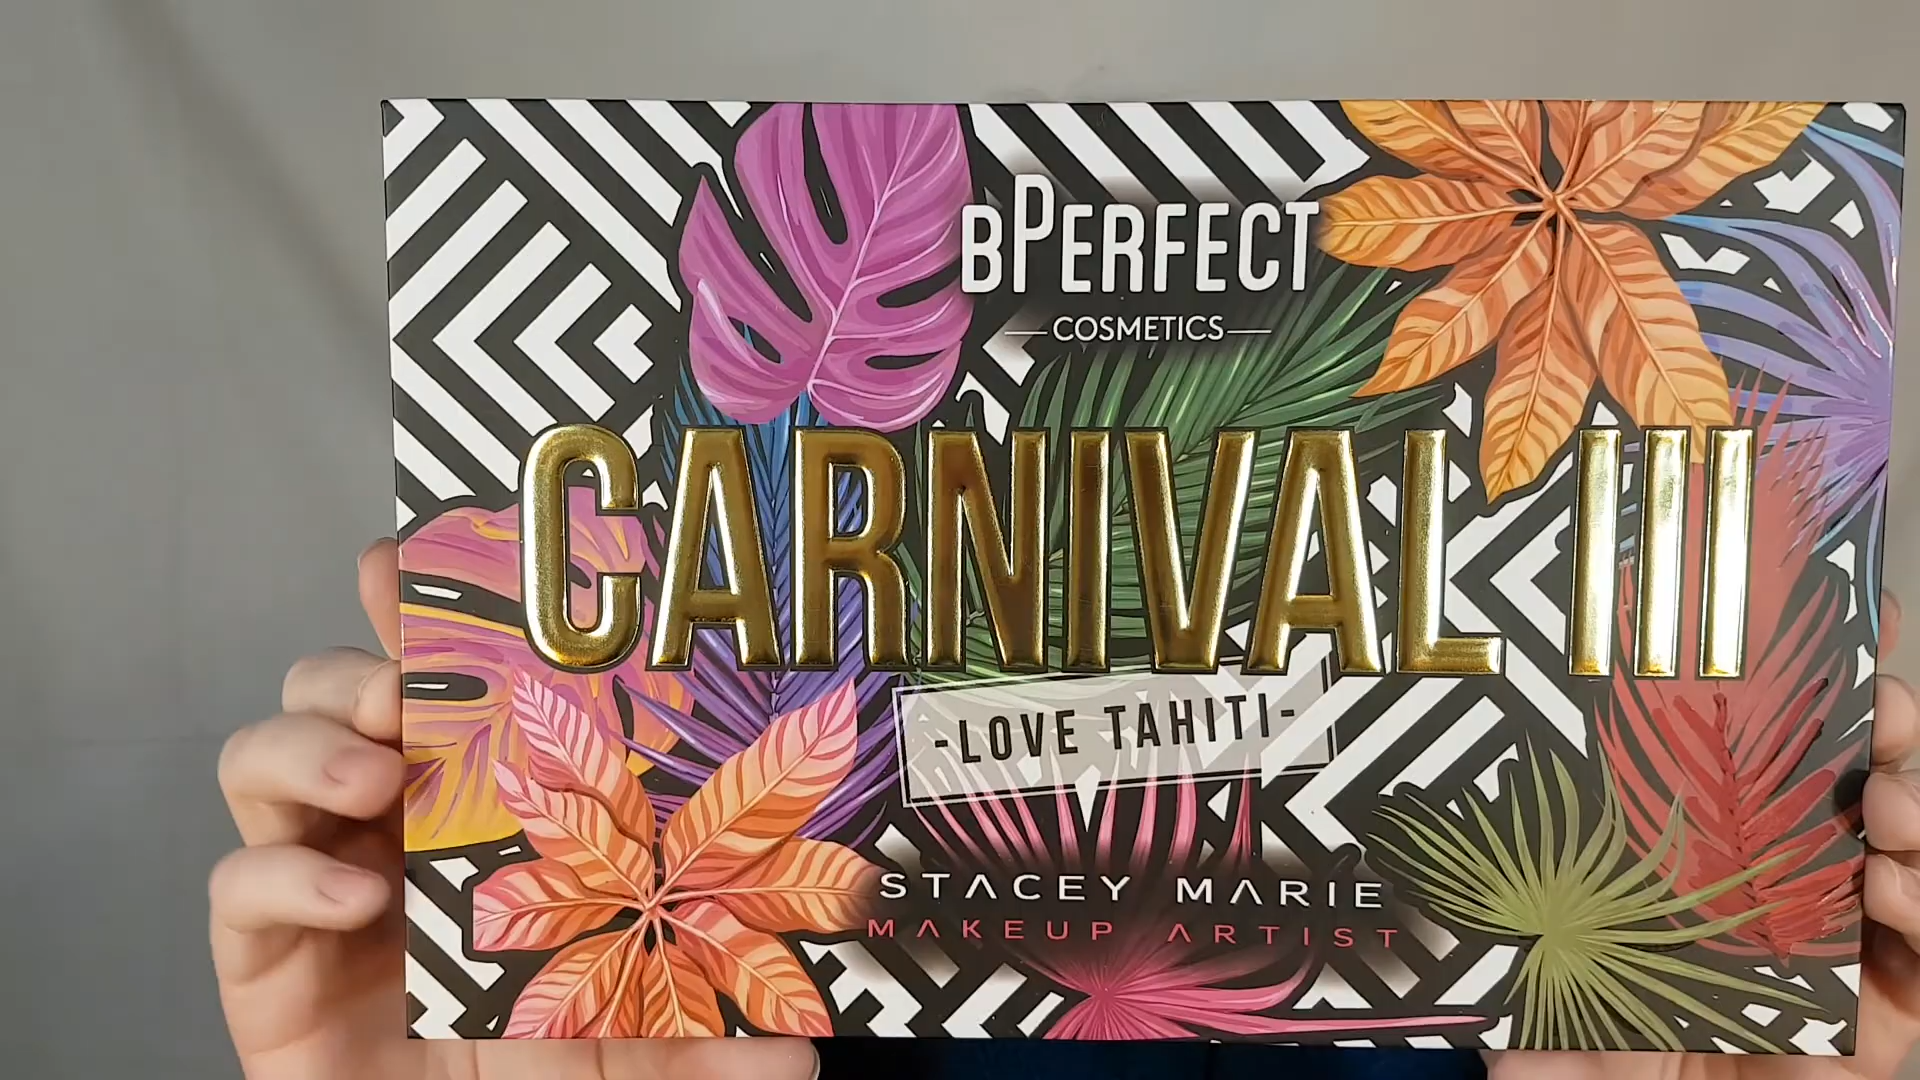 BPERFECT
COSMETICS
CARNIVAL III
-LOVE TAHITI-
STACEY MARIE
MAKEUP ARTIST